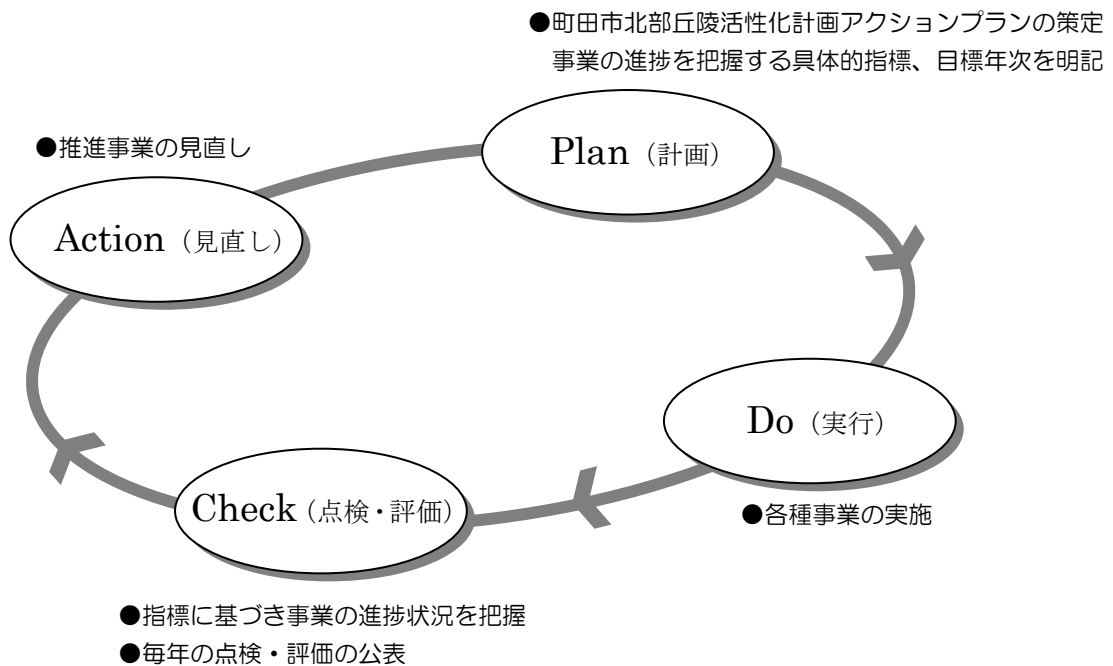 ●町田市北部丘陵活性化計画アクションプランの策定
事業の進捗を把握する具体的指標、目標年次を明記
●推進事業の見直し
Plan（計画）
Action（見直し）
Do（実行）
●各種事業の実施
Check（点検・評価）
●指標に基づき事業の進捗状況を把握
●毎年の点検・評価の公表